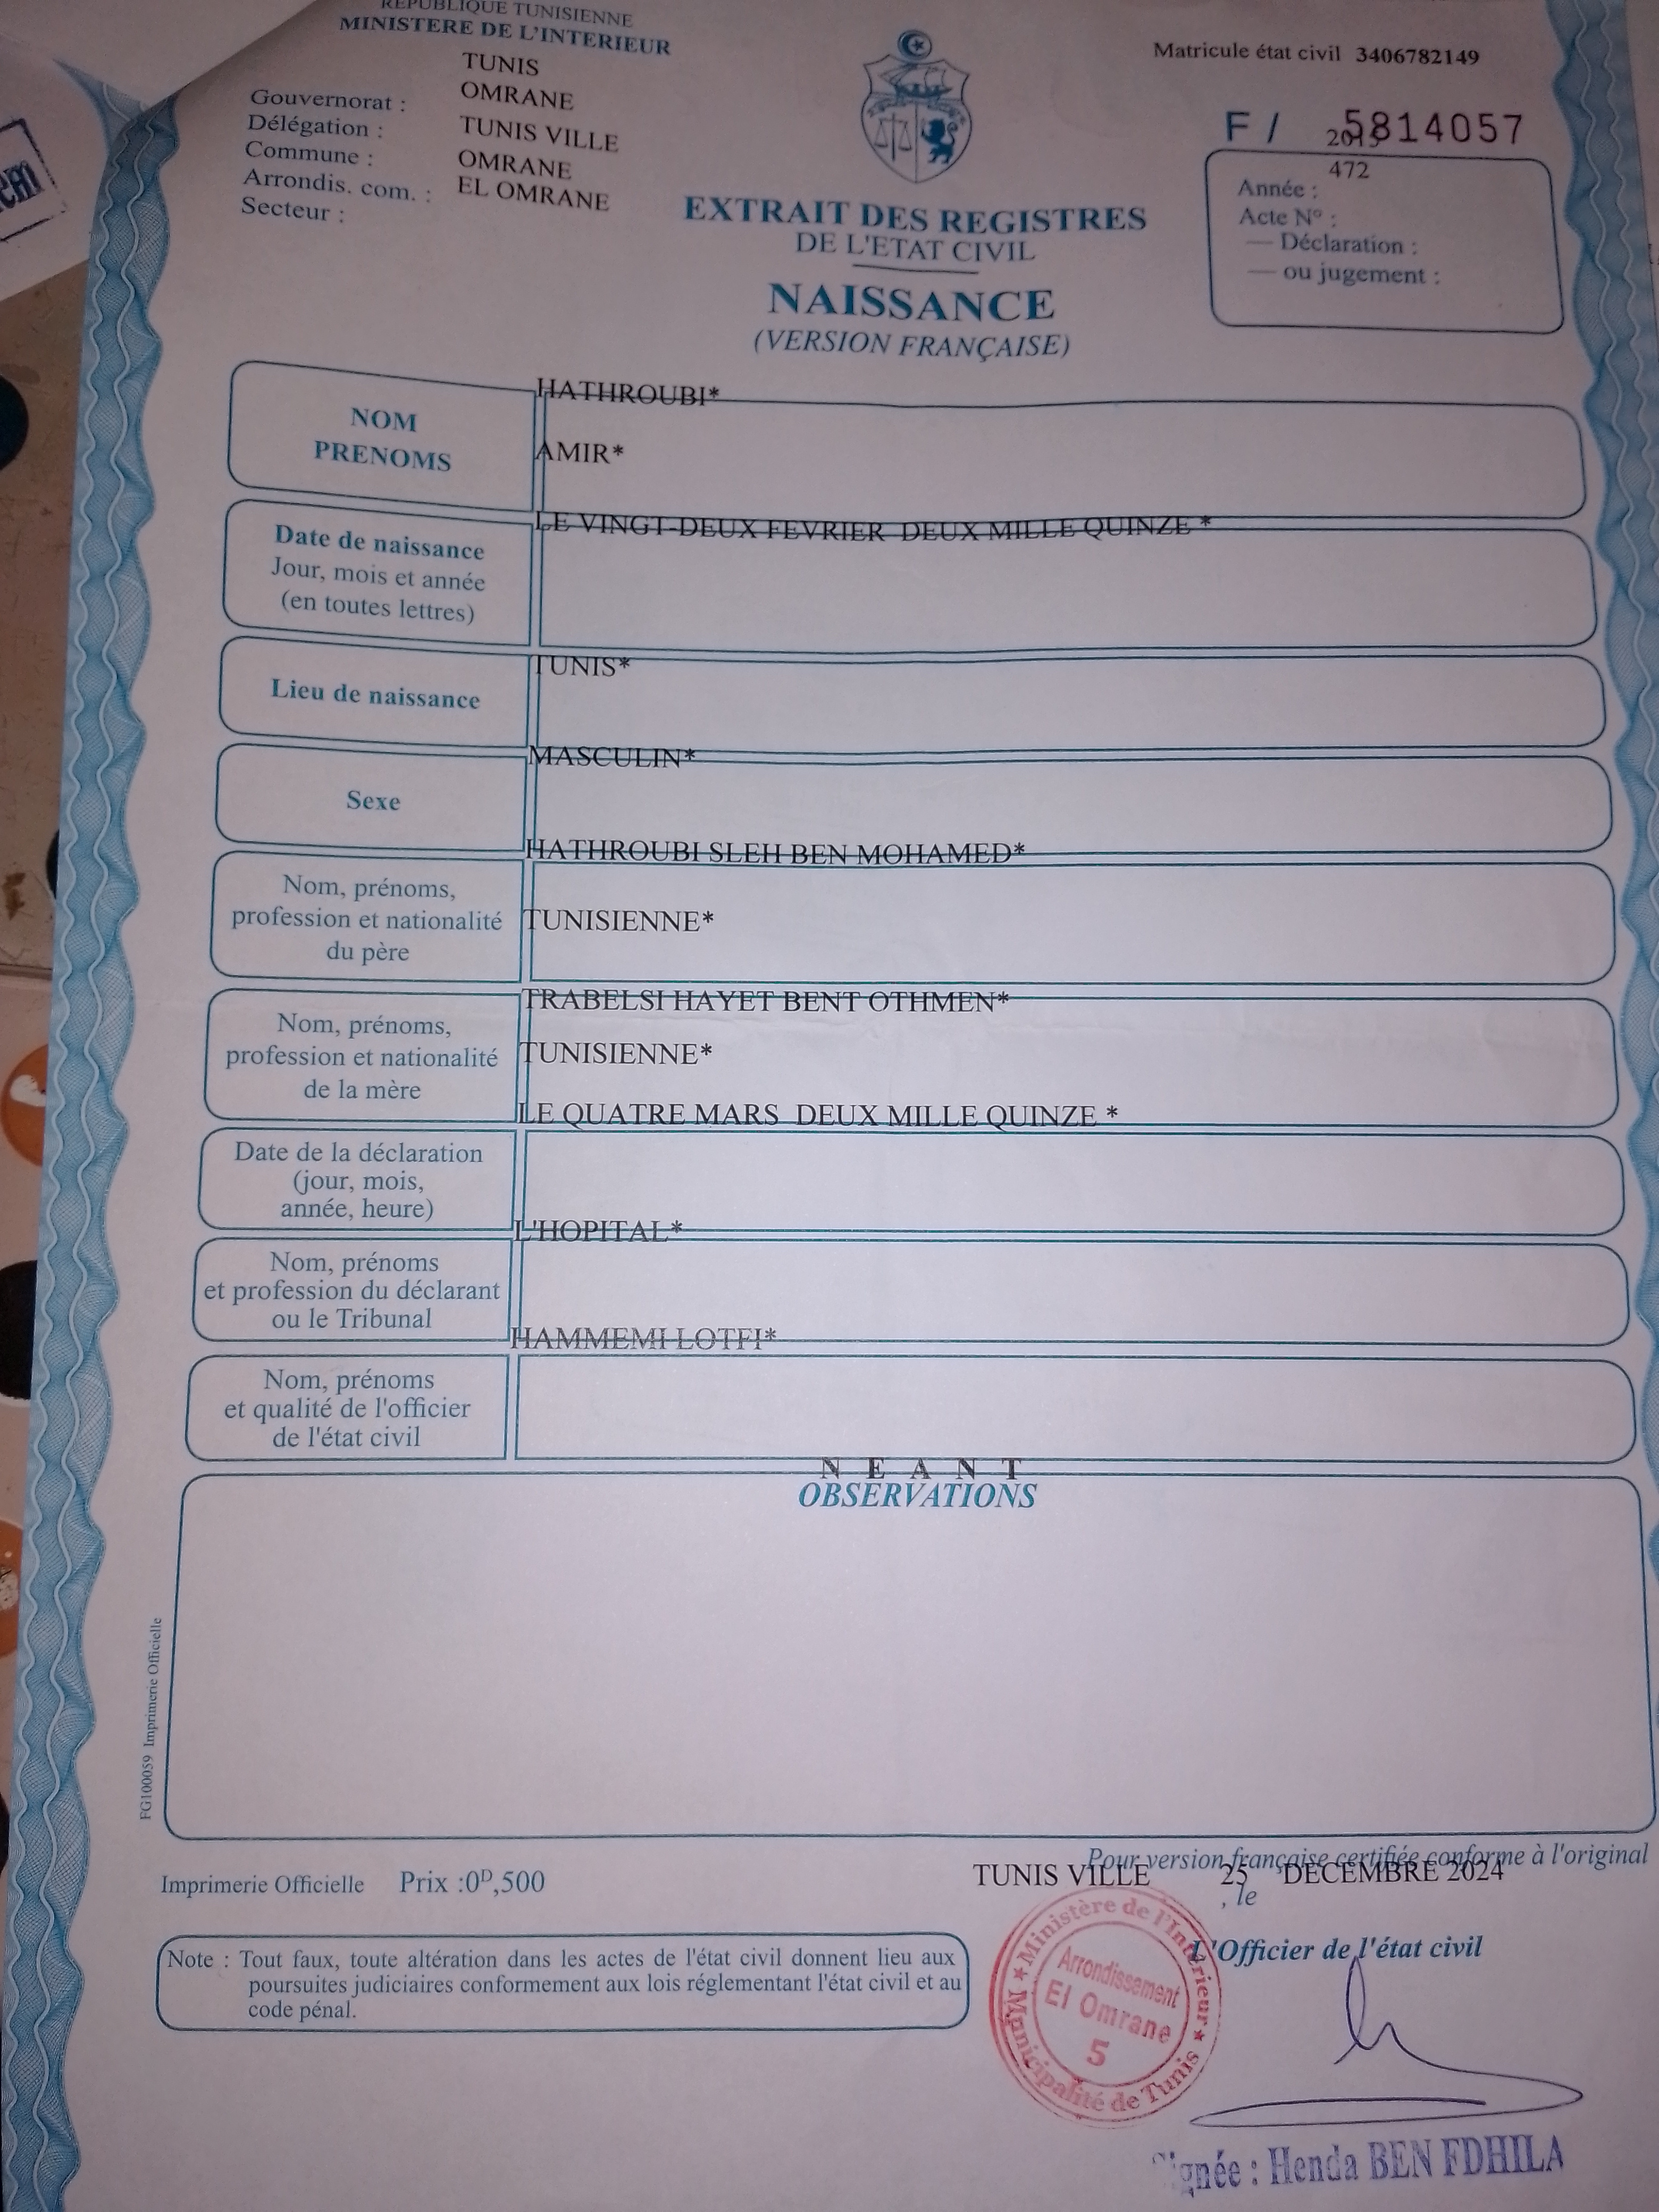 REPUBLIQUE TUNISIENNE
MINISTERE DE L'INTERIEUR
TUNIS
Gouvernorat : OMRANE
Délégation : TUNIS VILLE
Commune : OMRANE
Arrondis. com. : EL OMRANE
Secteur :
Matricule état civil 3406782149
F / 5814057
2015
472
Année :
Acte N° :
— Déclaration :
— ou jugement :
EXTRAIT DES REGISTRES
DE L'ETAT CIVIL
NAISSANCE
(VERSION FRANÇAISE)
HATHROUBI*
NOM
PRENOMS
AMIR*
LE VINGT-DEUX FEVRIER DEUX MILLE QUINZE *
Date de naissance
Jour, mois et année
(en toutes lettres)
TUNIS*
Lieu de naissance
MASCULIN*
Sexe
HATHROUBI SLEH BEN MOHAMED*
Nom, prénoms,
profession et nationalité
du père
TUNISIENNE*
TRABELSI HAYET BENT OTHMEN*
Nom, prénoms,
profession et nationalité
de la mère
TUNISIENNE*
LE QUATRE MARS DEUX MILLE QUINZE *
Date de la déclaration
(jour, mois,
année, heure)
L'HOPITAL*
Nom, prénoms
et profession du déclarant
ou le Tribunal
HAMMEMI LOTFI*
Nom, prénoms
et qualité de l'officier
de l'état civil
N E A N T
OBSERVATIONS
FG100059 Imprimerie Officielle
Imprimerie Officielle Prix :0D,500
Pour version française certifiée conforme à l'original
TUNIS VILLE 25 DECEMBRE 2024
, le
L'Officier de l'état civil
Note : Tout faux, toute altération dans les actes de l'état civil donnent lieu aux
poursuites judiciaires conformement aux lois réglementant l'état civil et au
code pénal.
Ministère de l'Intérieur
Arrondissement
El Omrane
5
Municipalité de Tunis
Signée : Henda BEN FDHILA